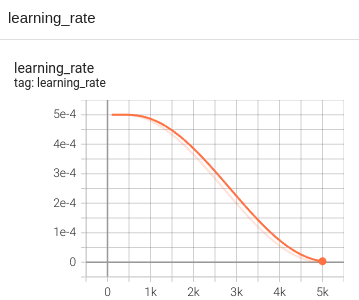 learning_rate
learning_rate
tag: learning_rate
5e-4
4e-4
3e-4
2e-4
1e-4
0
0 1k 2k 3k 4k 5k